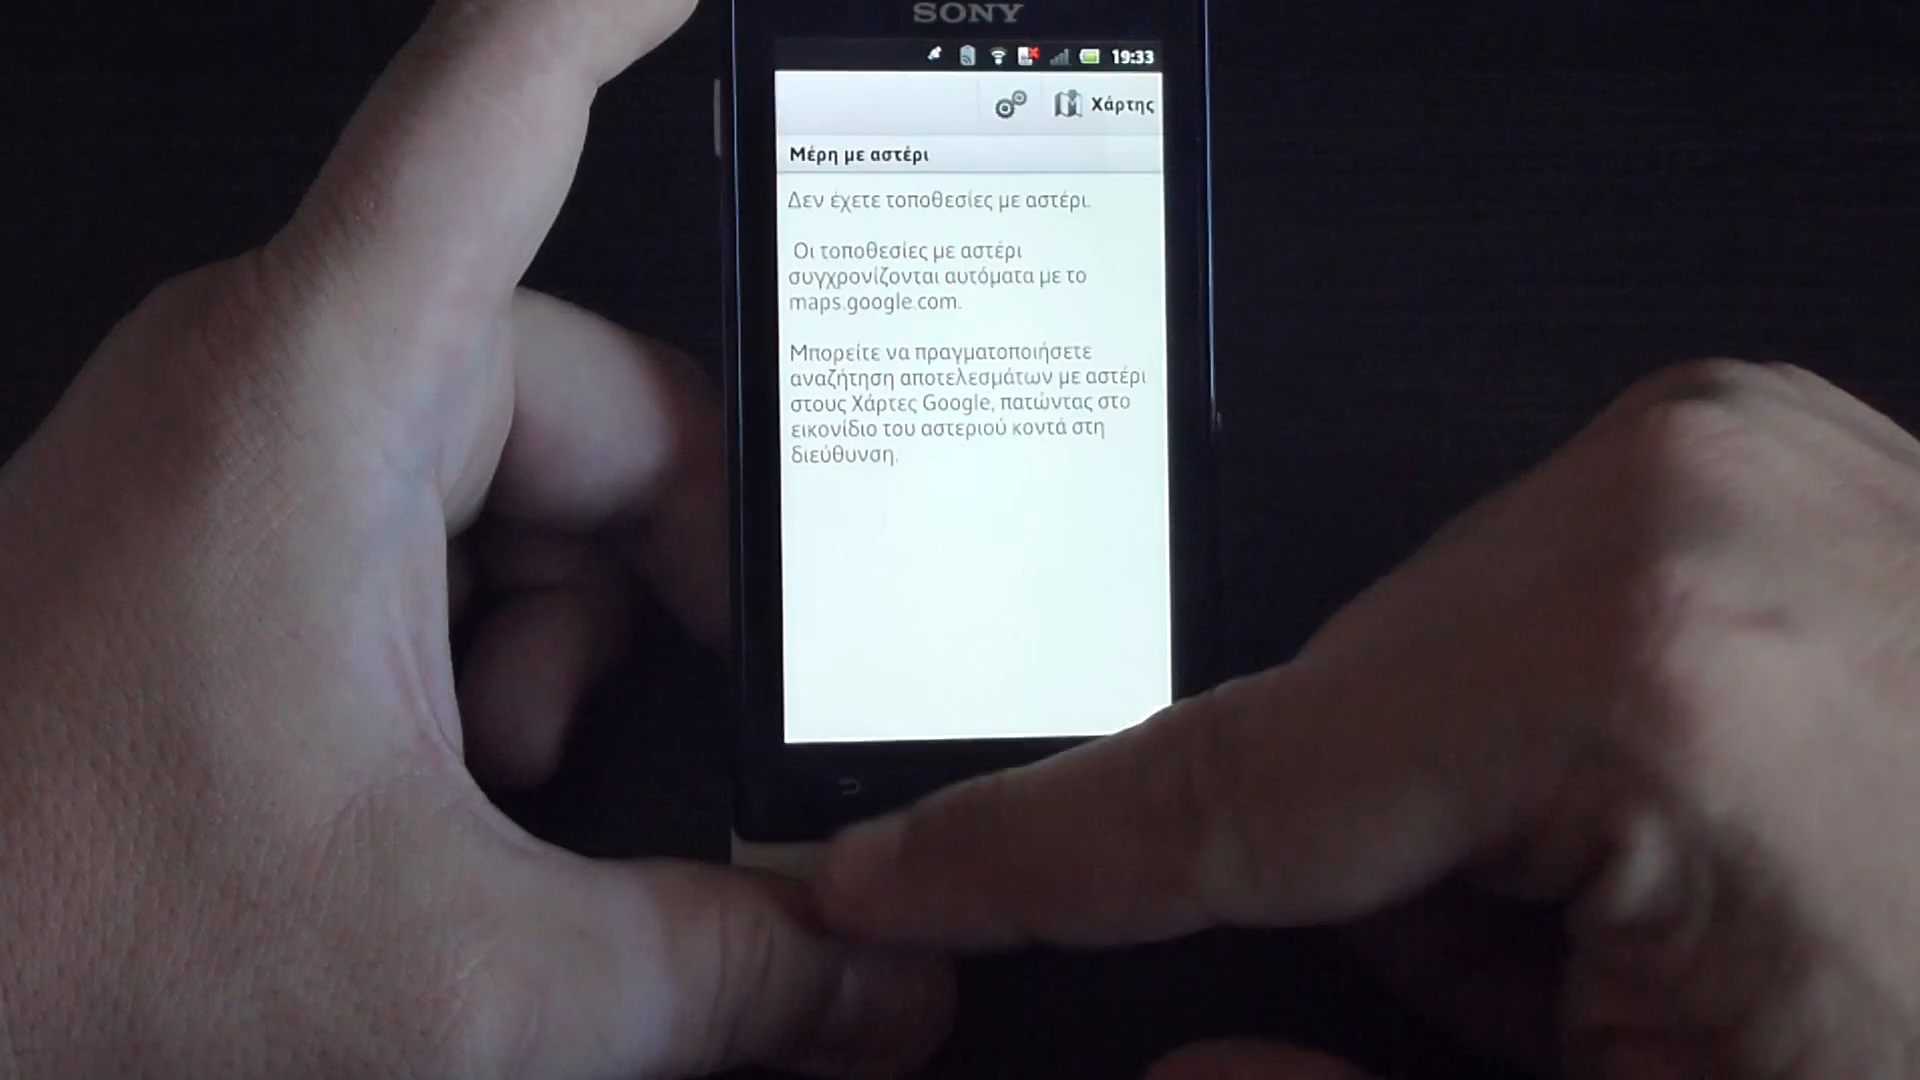 SONY
19:33
Χάρτης
Μέρη με αστέρι
Δεν έχετε τοποθεσίες με αστέρι.
Οι τοποθεσίες με αστέρι
συγχρονίζονται αυτόματα με το
maps.google.com.
Μπορείτε να πραγματοποιήσετε
αναζήτηση αποτελεσμάτων με αστέρι
στους Χάρτες Google, πατώντας στο
εικονίδιο του αστεριού κοντά στη
διεύθυνση.